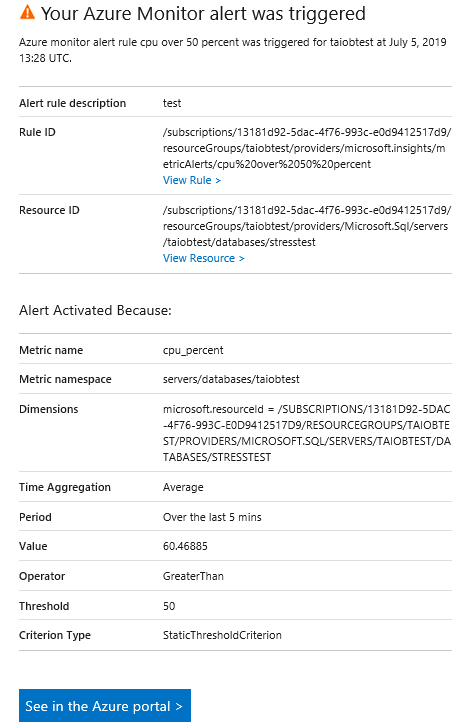 Your Azure Monitor alert was triggered
Azure monitor alert rule cpu over 50 percent was triggered for taiobtest at July 5, 2019
13:28 UTC.
Alert rule description test
Rule ID /subscriptions/13181d92-5dac-4f76-993c-e0d9412517d9/
resourceGroups/taiobtest/providers/microsoft.insights/m
etricAlerts/cpu%20over%2050%20percent
View Rule >
Resource ID /subscriptions/13181d92-5dac-4f76-993c-e0d9412517d9/
resourceGroups/taiobtest/providers/Microsoft.Sql/servers
/taiobtest/databases/stresstest
View Resource >
Alert Activated Because:
Metric name cpu_percent
Metric namespace servers/databases/taiobtest
Dimensions microsoft.resourceId = /SUBSCRIPTIONS/13181D92-5DAC
-4F76-993C-E0D9412517D9/RESOURCEGROUPS/TAIOBTE
ST/PROVIDERS/MICROSOFT.SQL/SERVERS/TAIOBTEST/DA
TABASES/STRESSTEST
Time Aggregation Average
Period Over the last 5 mins
Value 60.46885
Operator GreaterThan
Threshold 50
Criterion Type StaticThresholdCriterion
See in the Azure portal >